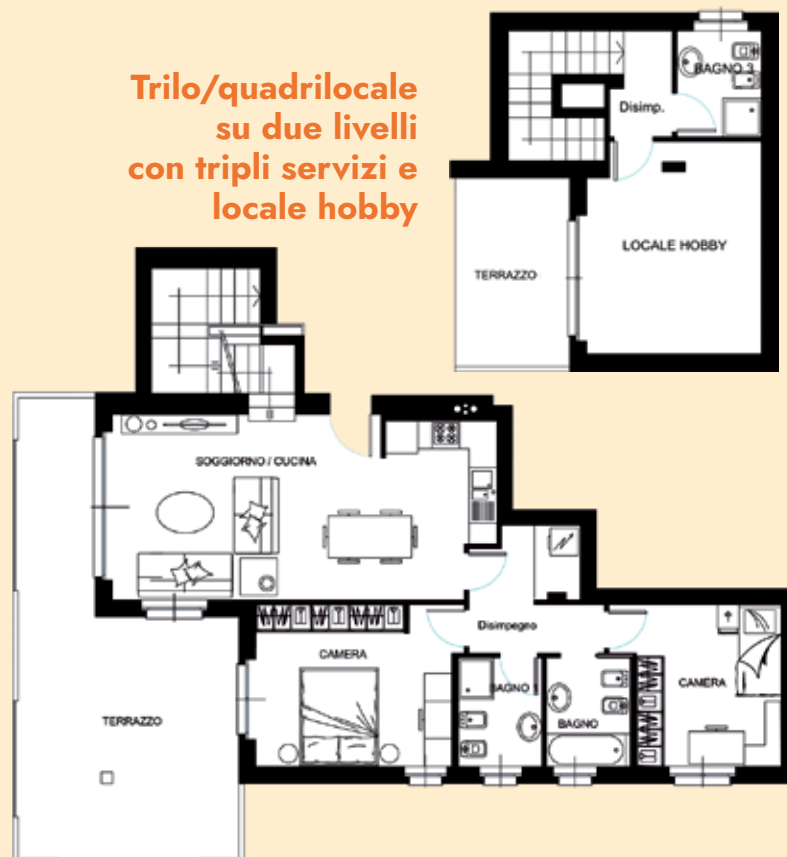 Trilo/quadrilocale
su due livelli
con tripli servizi e
locale hobby
BAGNO 3
Disimp.
LOCALE HOBBY
TERRAZZO
SOGGIORNO / CUCINA
Disimpegno
CAMERA
CAMERA
BAGNO 1
BAGNO
TERRAZZO